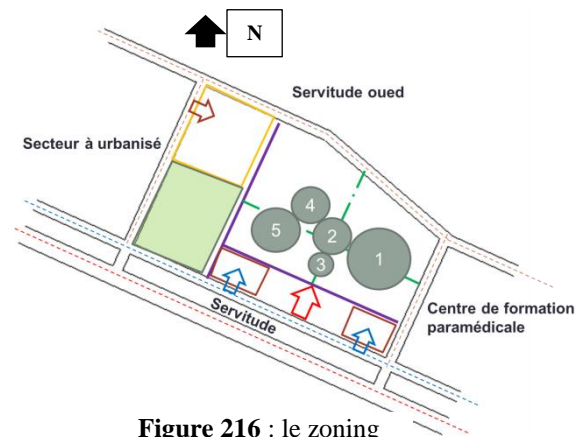 N
Servitude oued
Secteur à urbanisé
4
2
5
3
1
Centre de formation
paramédicale
Servitude
Figure 216 : le zoning